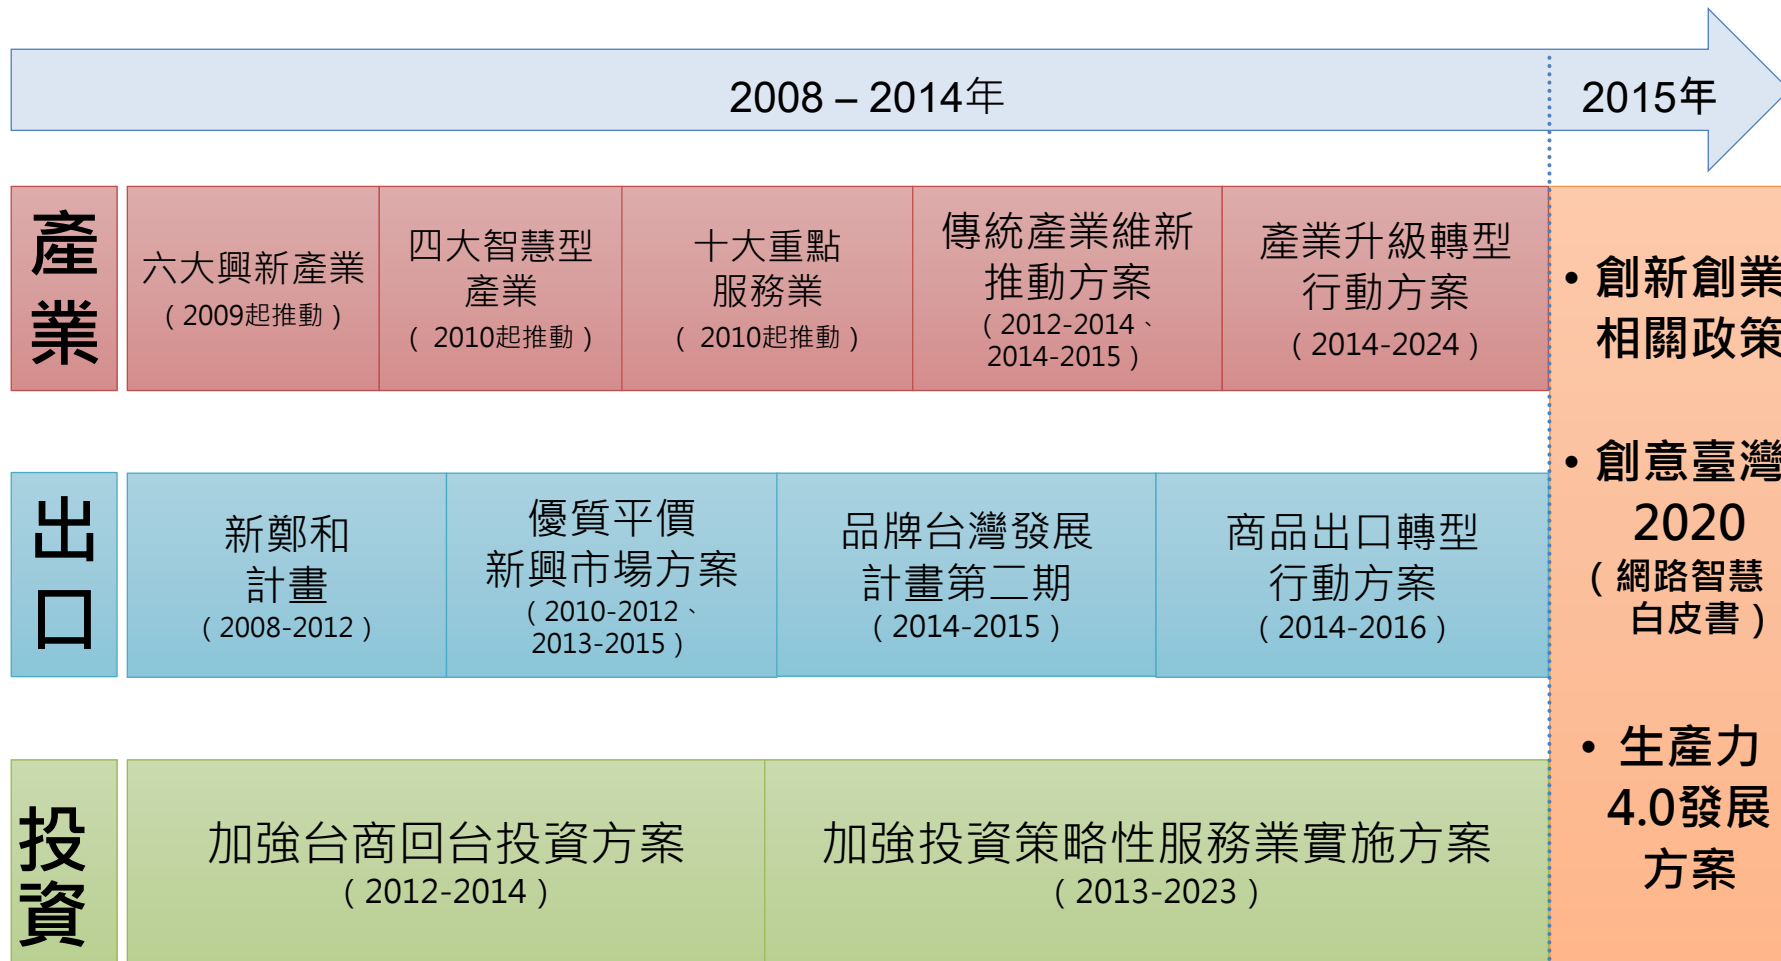 2008 – 2014年
2015年
產
業
六大興新產業
（2009起推動）
四大智慧型
產業
（ 2010起推動）
十大重點
服務業
（ 2010起推動）
傳統產業維新
推動方案
（2012-2014、
2014-2015）
產業升級轉型
行動方案
（2014-2024）
出
口
新鄭和
計畫
（2008-2012）
優質平價
新興市場方案
（2010-2012、
2013-2015）
品牌台灣發展
計畫第二期
（2014-2015）
商品出口轉型
行動方案
（2014-2016）
投
資
加強台商回台投資方案
（2012-2014）
加強投資策略性服務業實施方案
（2013-2023）
• 創新創業
相關政策
• 創意臺灣
2020
（網路智慧
白皮書）
• 生產力
4.0發展
方案